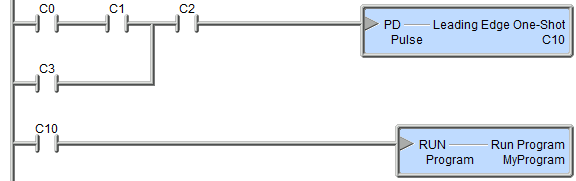 C0 C1 C2
PD Leading Edge One-Shot
Pulse C10
C3
C10
RUN Run Program
Program MyProgram